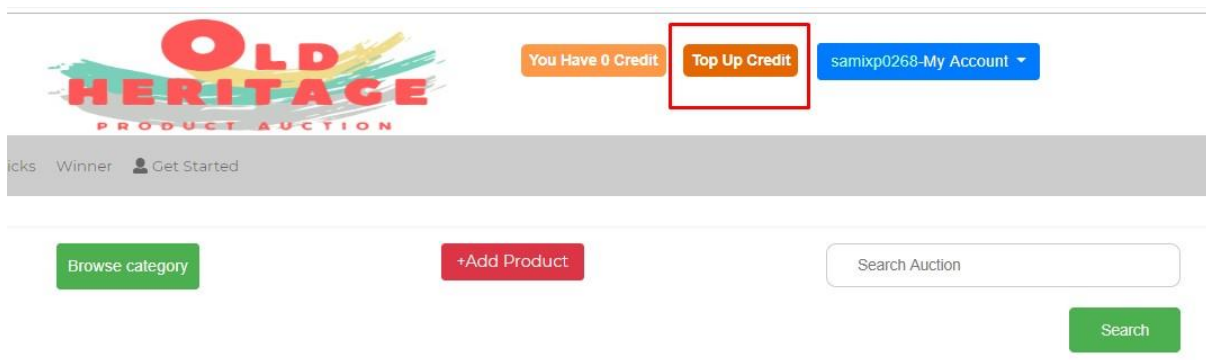 OLD
HERITAGE
PRODUCT AUCTION
You Have 0 Credit
Top Up Credit
samixp0268-My Account
icks Winner Get Started
Browse category
+Add Product
Search Auction
Search